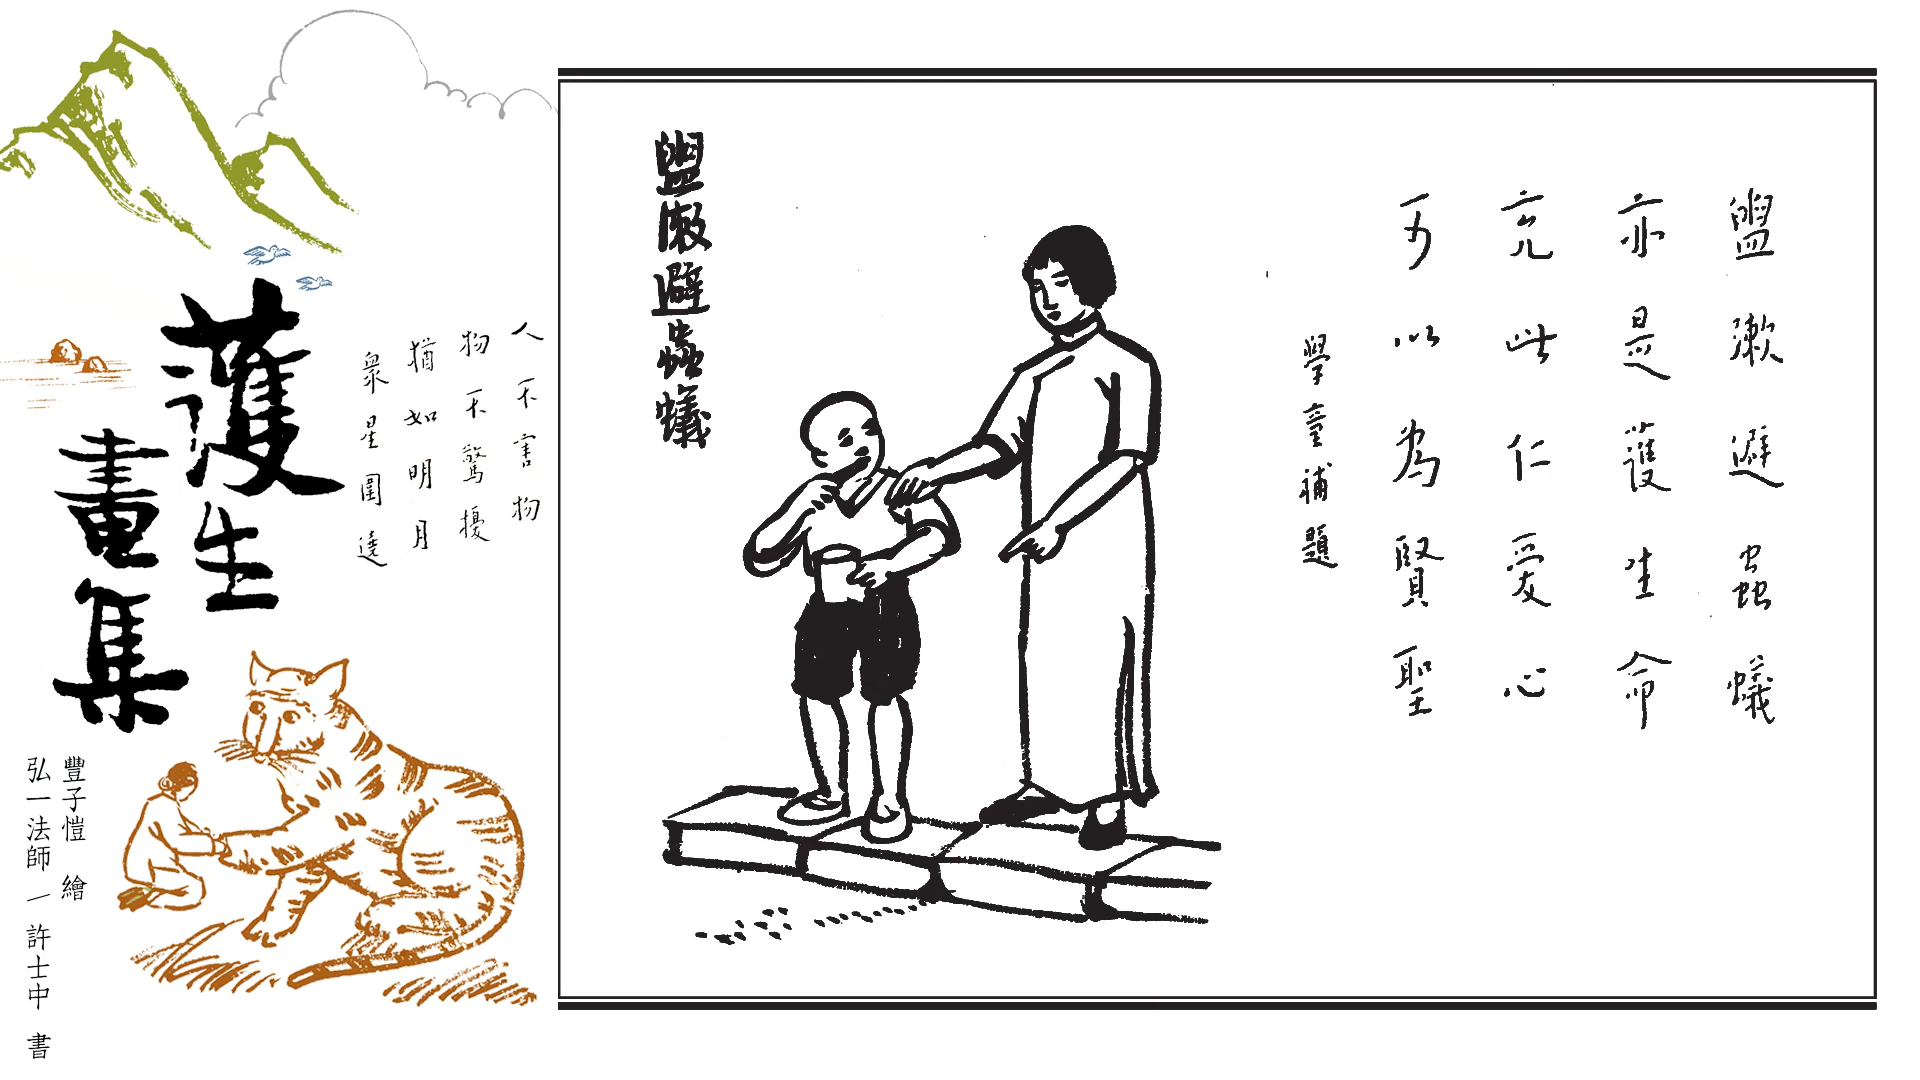 盥漱避蟲蟻
亦是護生命
充此仁愛心
可以為賢聖
學童補題
盥漱避蟲蟻
人不害物
物不驚擾
猶如明月
眾星圍遶
護生
畫集
豐子愷 繪
弘一法師/許士中 書